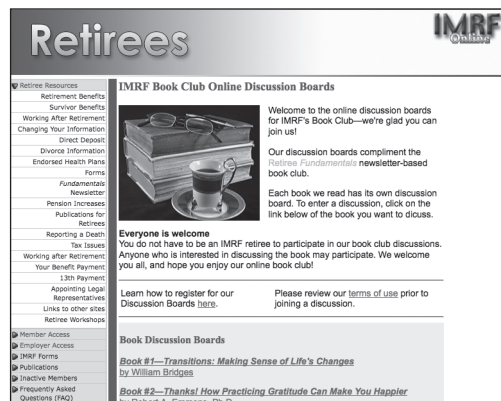 Retirees
IMRF
Online
Retiree Resources
Retirement Benefits
Survivor Benefits
Working After Retirement
Changing Your Information
Direct Deposit
Divorce Information
Endorsed Health Plans
Forms
Fundamentals
Newsletter
Pension Increases
Publications for
Retirees
Reporting a Death
Tax Issues
Working after Retirement
Your Benefit Payment
13th Payment
Appointing Legal
Representatives
Links to other sites
Retiree Workshops
Member Access
Employer Access
IMRF Forms
Publications
Inactive Members
Frequently Asked
Questions (FAQ)
IMRF Book Club Online Discussion Boards
Welcome to the online discussion boards
for IMRF's Book Club—we're glad you can
join us!
Our discussion boards compliment the
Retiree Fundamentals newsletter-based
book club.
Each book we read has its own discussion
board. To enter a discussion, click on the
link below of the book you want to dicuss.
Everyone is welcome
You do not have to be an IMRF retiree to participate in our book club discussions.
Anyone who is interested in discussing the book may participate. We welcome
you all, and hope you enjoy our online book club!
Learn how to register for our
Discussion Boards here.
Please review our terms of use prior to
joining a discussion.
Book Discussion Boards
Book #1—Transitions: Making Sense of Life's Changes
by William Bridges
Book #2—Thanks! How Practicing Gratitude Can Make You Happier
by Robert A. Emmons, Ph.D.